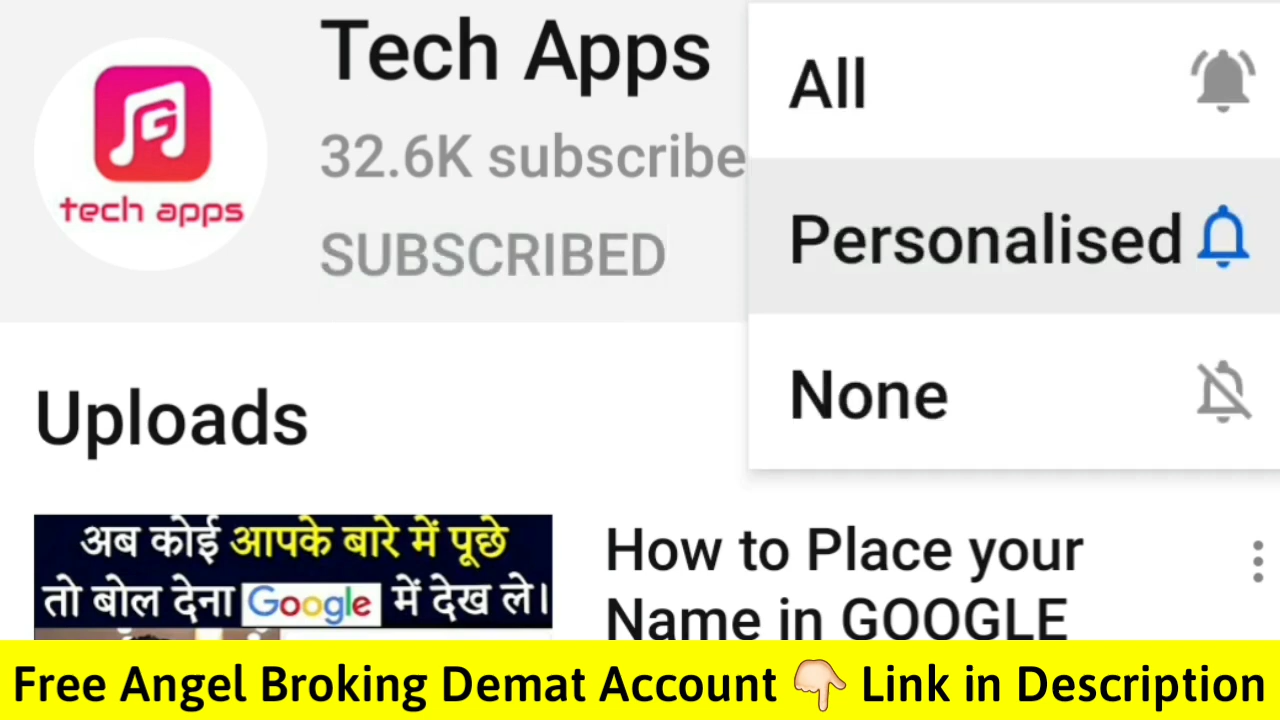 Tech Apps
32.6K subscribe
SUBSCRIBED
tech apps
All
Personalised
None
Uploads
अब कोई आपके बारे में पूछे
तो बोल देना Google में देख ले।
How to Place your
Name in GOOGLE
Free Angel Broking Demat Account 👇 Link in Description